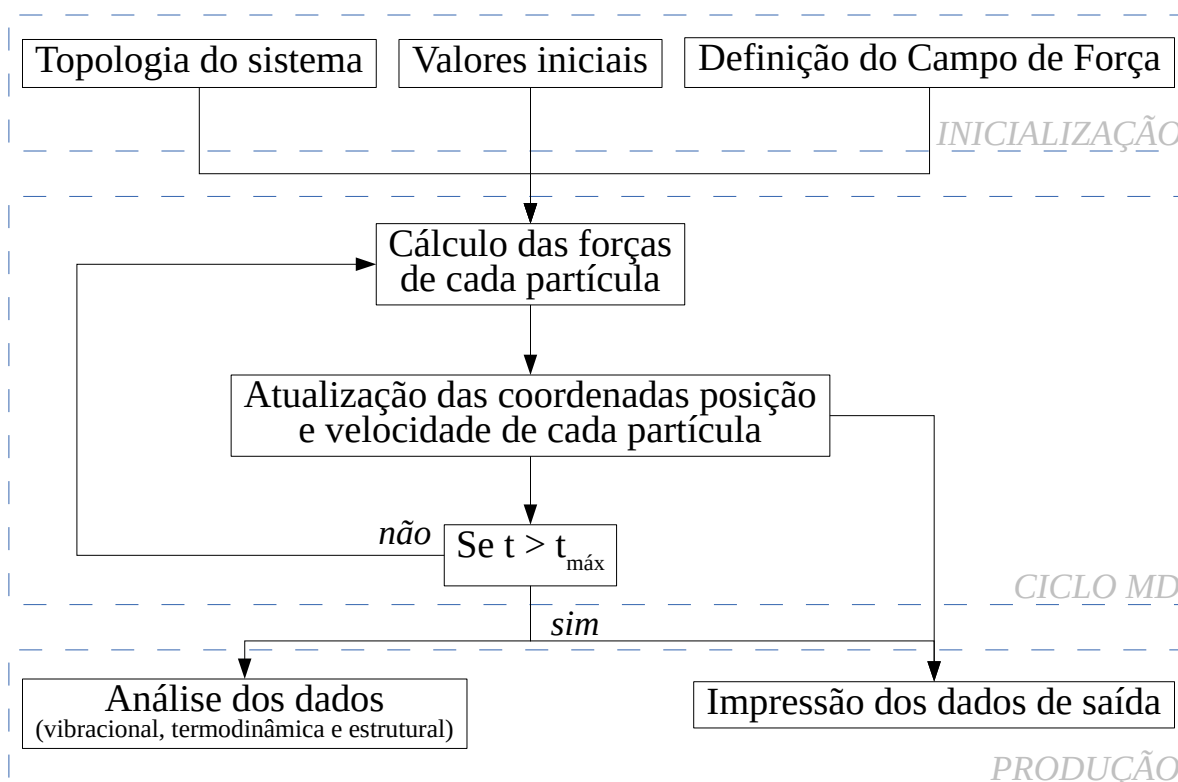 Topologia do sistema
Valores iniciais
Definição do Campo de Força
INICIALIZAÇÃO
Cálculo das forças
de cada partícula
Atualização das coordenadas posição
e velocidade de cada partícula
não
Se t > tmáx
CICLO MD
sim
Análise dos dados
(vibracional, termodinâmica e estrutural)
Impressão dos dados de saída
PRODUÇÃO